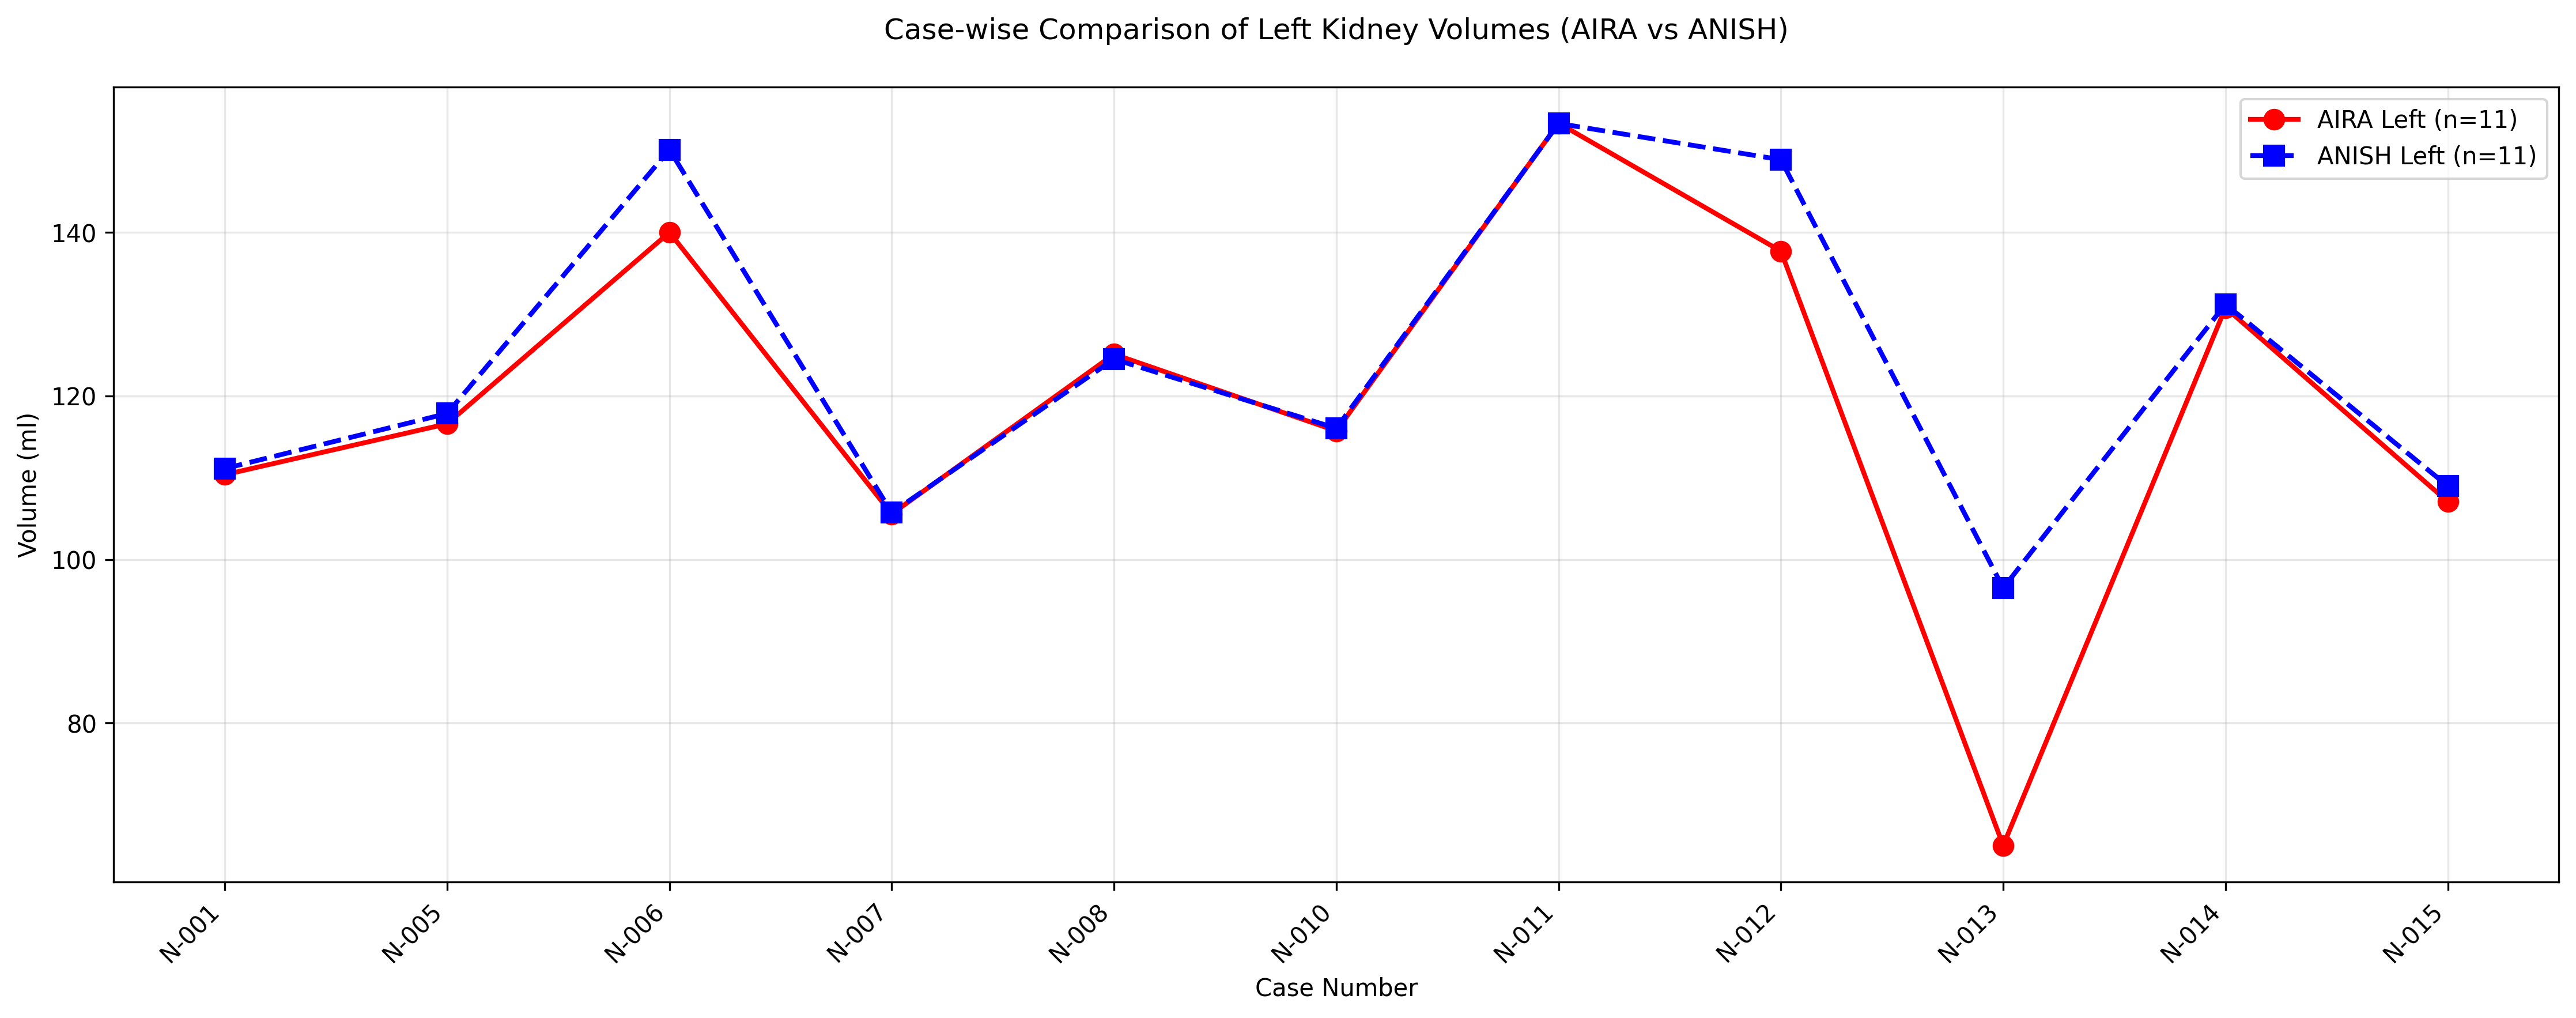 Case-wise Comparison of Left Kidney Volumes (AIRA vs ANISH)
AIRA Left (n=11)
ANISH Left (n=11)
Volume (ml)
140
120
100
80
N-001
N-005
N-006
N-007
N-008
N-010
N-011
N-012
N-013
N-014
N-015
Case Number